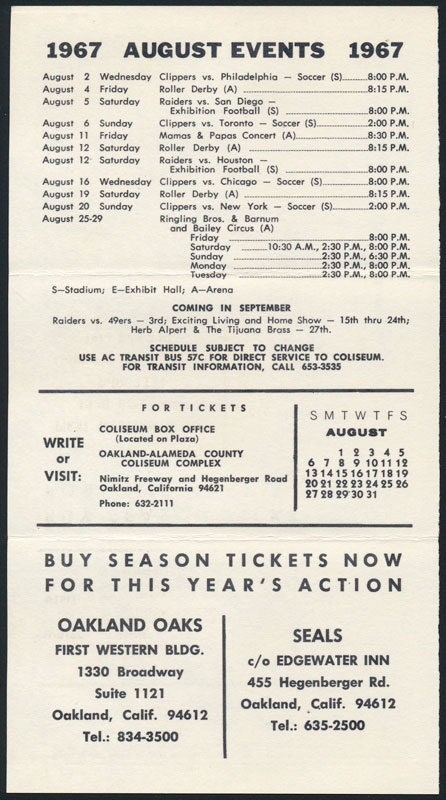 1967 AUGUST EVENTS 1967
August 2 Wednesday Clippers vs. Philadelphia — Soccer (S)..........8:00 P.M.
August 4 Friday Roller Derby (A) ..........8:15 P.M.
August 5 Saturday Raiders vs. San Diego —
Exhibition Football (S) ..........8:00 P.M.
August 6 Sunday Clippers vs. Toronto — Soccer (S)..........2:00 P.M.
August 11 Friday Mamas & Papas Concert (A)..........8:30 P.M.
August 12 Saturday Roller Derby (A) ..........8:15 P.M.
August 12 Saturday Raiders vs. Houston —
Exhibition Football (S) ..........8:00 P.M.
August 16 Wednesday Clippers vs. Chicago — Soccer (S)..........8:00 P.M.
August 19 Saturday Roller Derby (A) ..........8:15 P.M.
August 20 Sunday Clippers vs. New York — Soccer (S)..........2:00 P.M.
August 25-29 Ringling Bros. & Barnum
and Bailey Circus (A)
Friday ..........8:00 P.M.
Saturday ..........10:30 A.M., 2:30 P.M., 8:00 P.M.
Sunday ..........2:30 P.M., 6:30 P.M.
Monday ..........2:30 P.M., 8:00 P.M.
Tuesday ..........2:30 P.M., 8:00 P.M.
S—Stadium; E—Exhibit Hall; A—Arena
COMING IN SEPTEMBER
Raiders vs. 49ers — 3rd; Exciting Living and Home Show — 15th thru 24th;
Herb Alpert & The Tijuana Brass — 27th.
SCHEDULE SUBJECT TO CHANGE
USE AC TRANSIT BUS 57C FOR DIRECT SERVICE TO COLISEUM.
FOR TRANSIT INFORMATION, CALL 653-3535
FOR TICKETS
WRITE
or
VISIT:
COLISEUM BOX OFFICE
(Located on Plaza)
OAKLAND-ALAMEDA COUNTY
COLISEUM COMPLEX
Nimitz Freeway and Hegenberger Road
Oakland, California 94621
Phone: 632-2111
S M T W T F S
AUGUST
1 2 3 4 5
6 7 8 9 10 11 12
13 14 15 16 17 18 19
20 21 22 23 24 25 26
27 28 29 30 31
BUY SEASON TICKETS NOW
FOR THIS YEAR'S ACTION
OAKLAND OAKS
FIRST WESTERN BLDG.
1330 Broadway
Suite 1121
Oakland, Calif. 94612
Tel.: 834-3500
SEALS
c/o EDGEWATER INN
455 Hegenberger Rd.
Oakland, Calif. 94612
Tel.: 635-2500